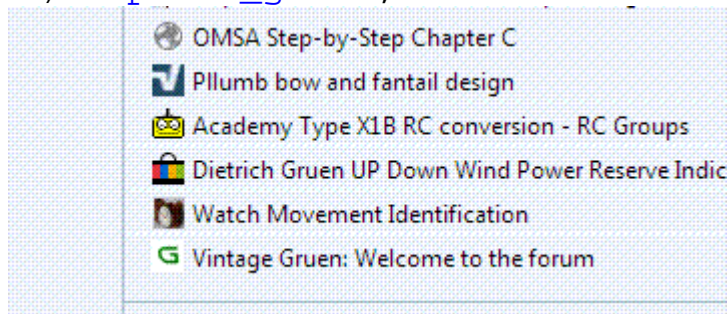 OMSA Step-by-Step Chapter C
Pllumb bow and fantail design
Academy Type X1B RC conversion - RC Groups
Dietrich Gruen UP Down Wind Power Reserve Indic
Watch Movement Identification
Vintage Gruen: Welcome to the forum